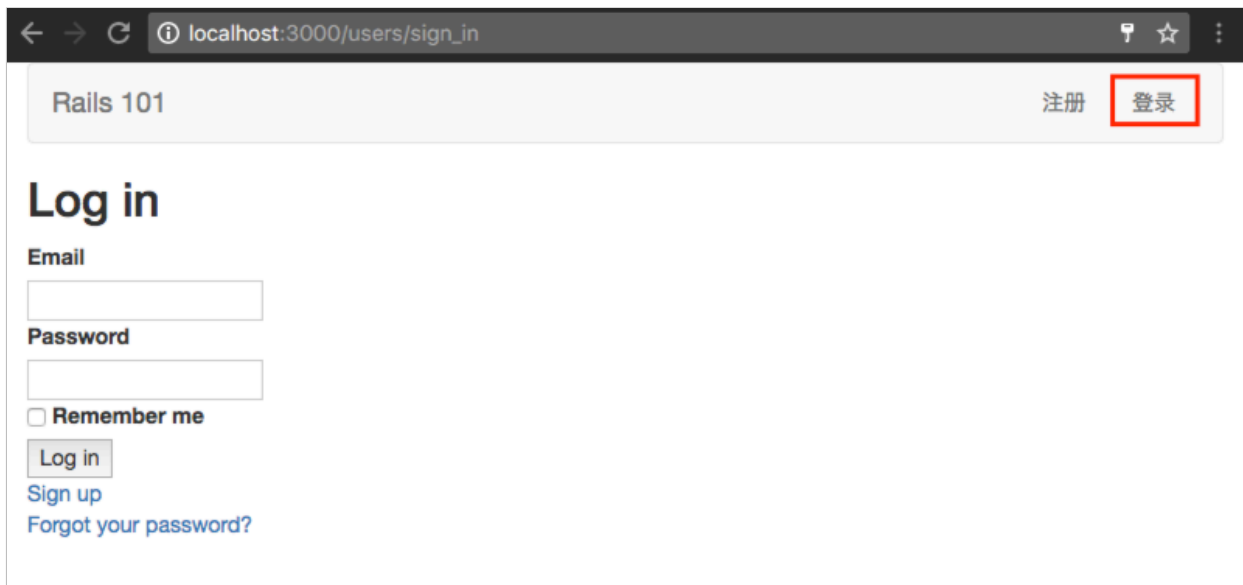 localhost:3000/users/sign_in
Rails 101 注册 登录
Log in
Email
Password
Remember me
Log in
Sign up
Forgot your password?